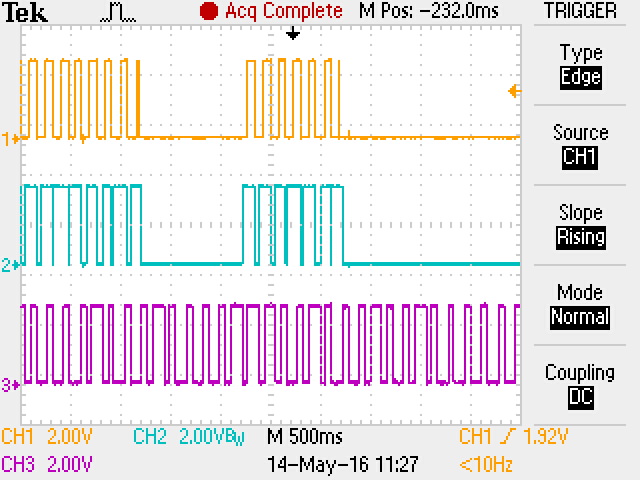 Tek Acq Complete M Pos: -232.0ms TRIGGER
Type
Edge
Source
CH1
Slope
Rising
Mode
Normal
Coupling
DC
1
2
3
CH1 2.00V CH2 2.00VBW M 500ms CH1 1.92V
CH3 2.00V 14-May-16 11:27 <10Hz